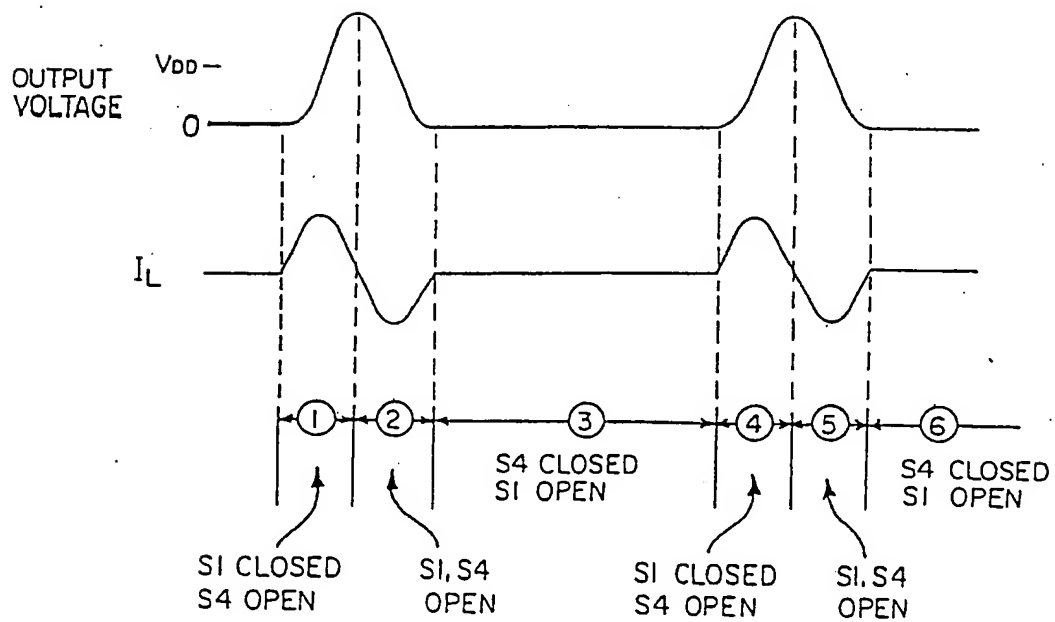 OUTPUT
VOLTAGE
VDD
0
IL
1
2
3
4
5
6
S4 CLOSED
S1 OPEN
S4 CLOSED
S1 OPEN
S1 CLOSED
S4 OPEN
S1, S4
OPEN
S1 CLOSED
S4 OPEN
S1, S4
OPEN